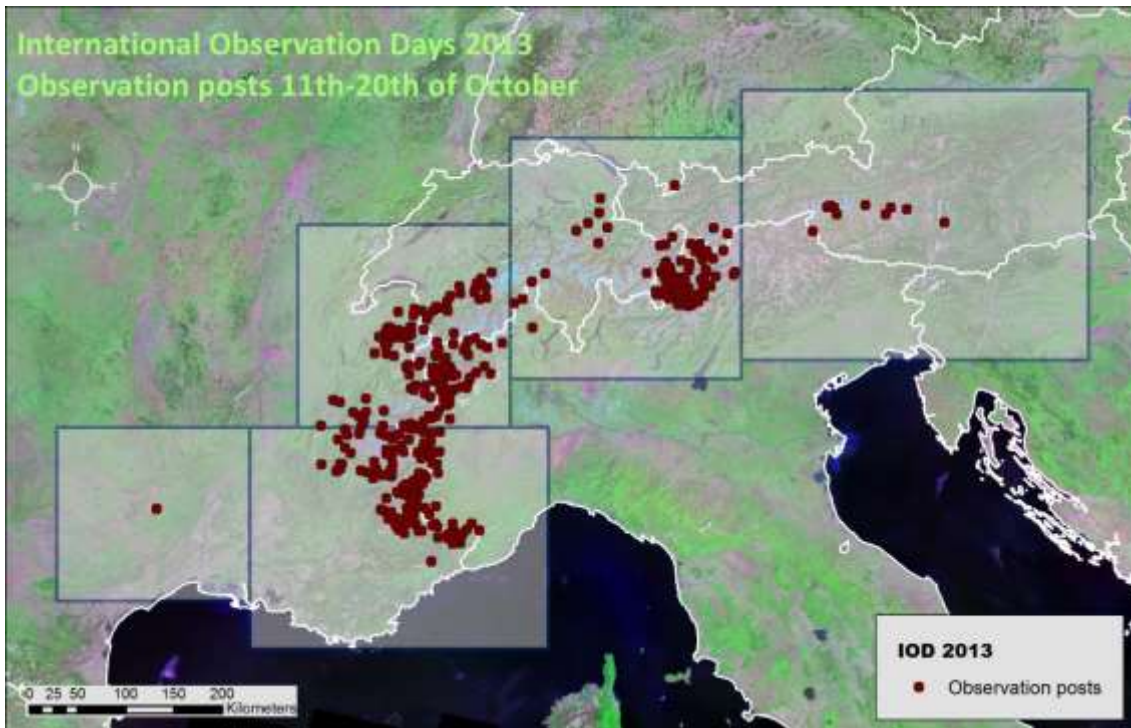 International Observation Days 2013
Observation posts 11th-20th of October
N
W E
S
0 25 50 100 150 200
Kilometers
IOD 2013
Observation posts